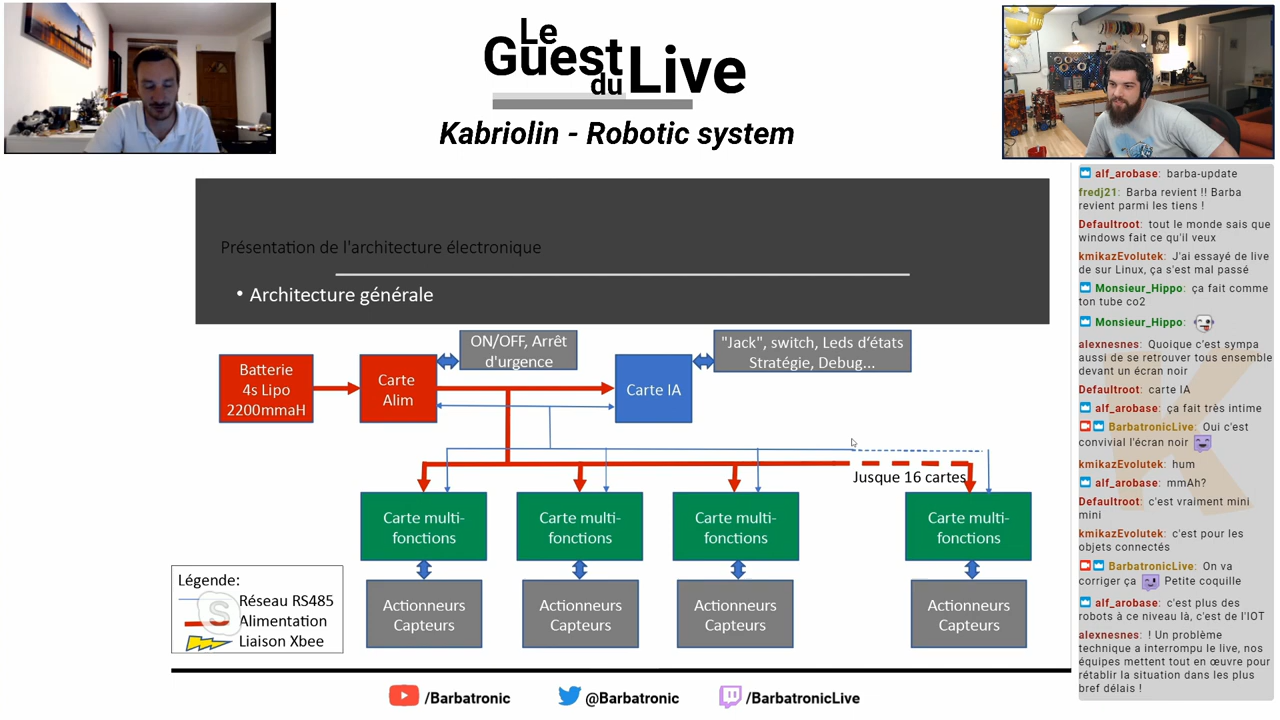 Le
Guest
du Live
Kabriolin - Robotic system
Présentation de l'architecture électronique
• Architecture générale
ON/OFF, Arrêt
d'urgence
"Jack", switch, Leds d'états
Stratégie, Debug...
Batterie
4s Lipo
2200mmaH
Carte
Alim
Carte IA
Jusque 16 cartes
Carte multi-
fonctions
Carte multi-
fonctions
Carte multi-
fonctions
Carte multi-
fonctions
Actionneurs
Capteurs
Actionneurs
Capteurs
Actionneurs
Capteurs
Actionneurs
Capteurs
Légende:
Réseau RS485
Alimentation
Liaison Xbee
/Barbatronic
@Barbatronic
/BarbatronicLive
alf_arobase: barba-update
fredj21: Barba revient !! Barba
revient parmi les tiens !
Defaultroot: tout le monde sais que
windows fait ce qu'il veux
kmikazEvolutek: J'ai essayé de live
de sur Linux, ça s'est mal passé
Monsieur_Hippo: ça fait comme
ton tube co2
Monsieur_Hippo:
alexnesnes: Quoique c'est sympa
aussi de se retrouver tous ensemble
devant un écran noir
Defaultroot: carte IA
alf_arobase: ça fait très intime
BarbatronicLive: Oui c'est
convivial l'écran noir
kmikazEvolutek: hum
alf_arobase: mmAh?
Defaultroot: c'est vraiment mini
mini
kmikazEvolutek: c'est pour les
objets connectés
BarbatronicLive: On va
corriger ça Petite coquille
alf_arobase: c'est plus des
robots à ce niveau là, c'est de l'IOT
alexnesnes: ! Un problème
technique a interrompu le live, nos
équipes mettent tout en œuvre pour
rétablir la situation dans les plus
bref délais !